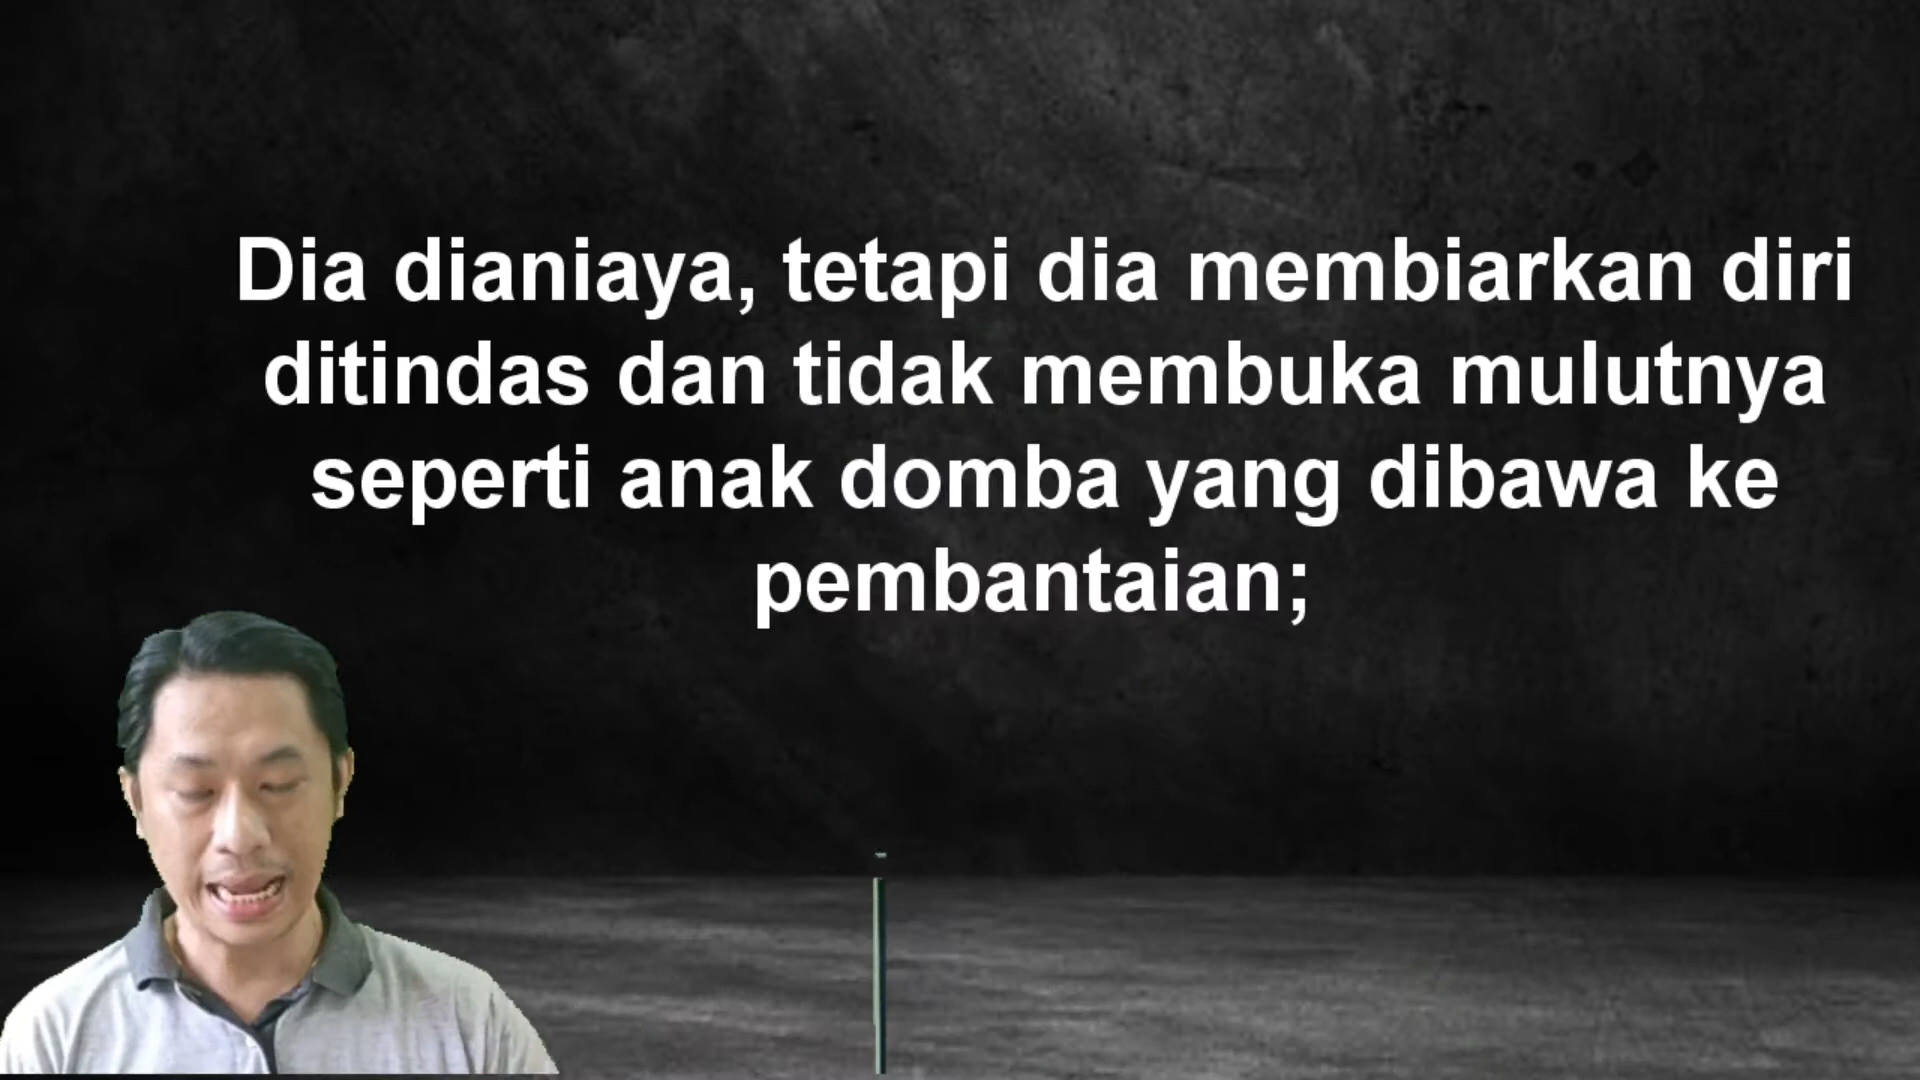 Dia dianiaya, tetapi dia membiarkan diri
ditindas dan tidak membuka mulutnya
seperti anak domba yang dibawa ke
pembantaian;